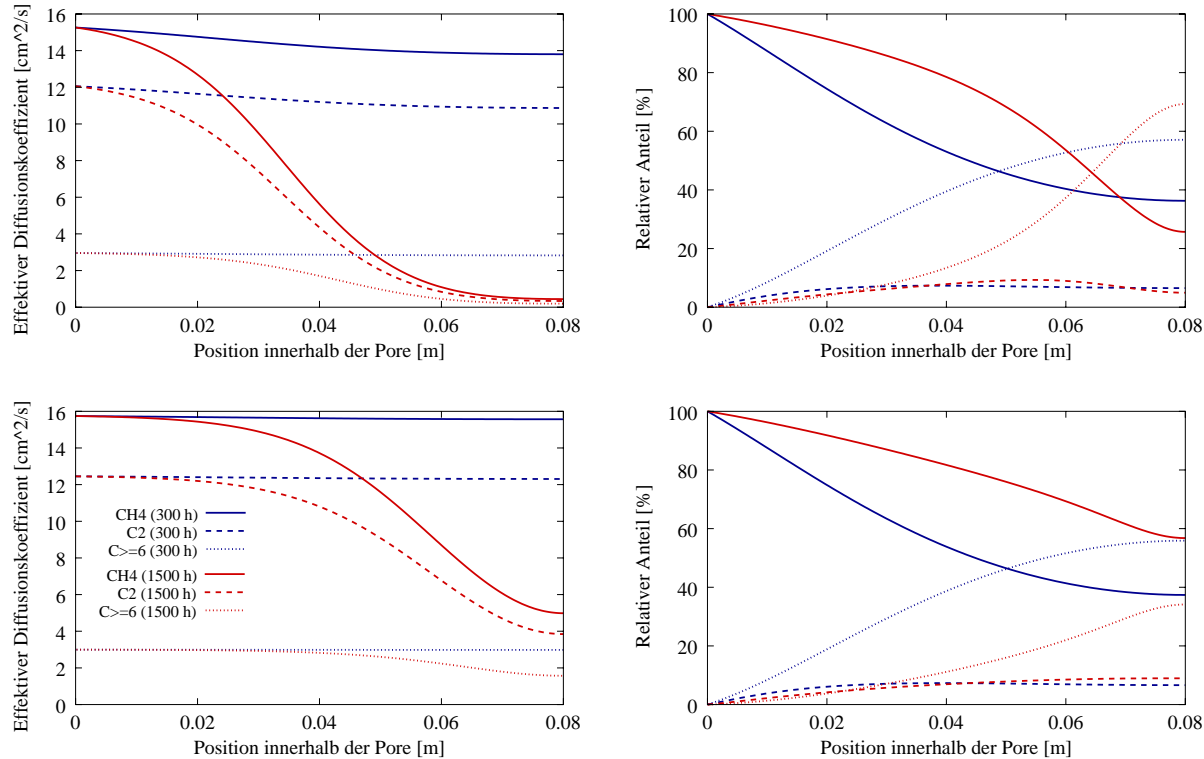 Effektiver Diffusionskoeffizient [cm^2/s]
16
14
12
10
8
6
4
2
0
0 0.02 0.04 0.06 0.08
Position innerhalb der Pore [m]
Relativer Anteil [%]
100
80
60
40
20
0
0 0.02 0.04 0.06 0.08
Position innerhalb der Pore [m]
Effektiver Diffusionskoeffizient [cm^2/s]
16
14
12
10
8
6
4
2
0
CH4 (300 h)
C2 (300 h)
C>=6 (300 h)
CH4 (1500 h)
C2 (1500 h)
C>=6 (1500 h)
0 0.02 0.04 0.06 0.08
Position innerhalb der Pore [m]
Relativer Anteil [%]
100
80
60
40
20
0
0 0.02 0.04 0.06 0.08
Position innerhalb der Pore [m]